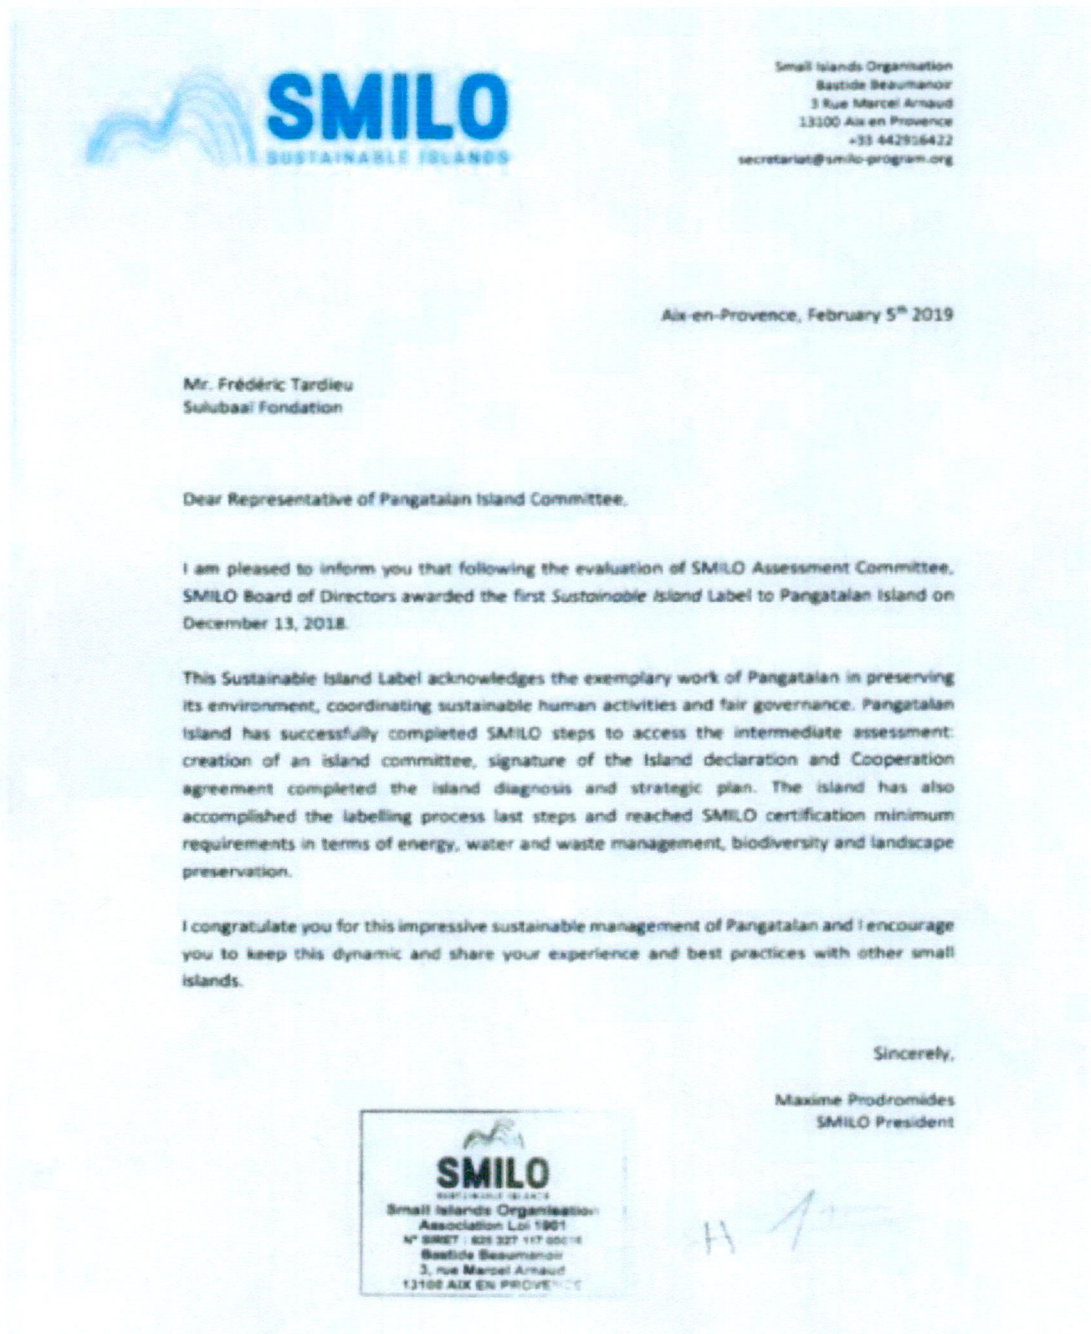 SMILO
SUSTAINABLE ISLANDS
Small Islands Organisation
Bastide Beaumanoir
3 Rue Marcel Arnaud
13100 Aix en Provence
+33 442916422
secretariat@smilo-program.org
Aix-en-Provence, February 5th 2019
Mr. Frédéric Tardieu
Sulubaaï Fondation
Dear Representative of Pangatalan Island Committee,
I am pleased to inform you that following the evaluation of SMILO Assessment Committee,
SMILO Board of Directors awarded the first Sustainable Island Label to Pangatalan Island on
December 13, 2018.
This Sustainable Island Label acknowledges the exemplary work of Pangatalan in preserving
its environment, coordinating sustainable human activities and fair governance. Pangatalan
Island has successfully completed SMILO steps to access the intermediate assessment:
creation of an island committee, signature of the Island declaration and Cooperation
agreement completed the island diagnosis and strategic plan. The island has also
accomplished the labelling process last steps and reached SMILO certification minimum
requirements in terms of energy, water and waste management, biodiversity and landscape
preservation.
I congratulate you for this impressive sustainable management of Pangatalan and I encourage
you to keep this dynamic and share your experience and best practices with other small
islands.
Sincerely,
Maxime Prodromides
SMILO President
SMILO
SUSTAINABLE ISLANDS
Small Islands Organisation
Association Loi 1901
N° SIRET :
Bastide Beaumanoir
3, rue Marcel Arnaud
13100 AIX EN PROVENCE